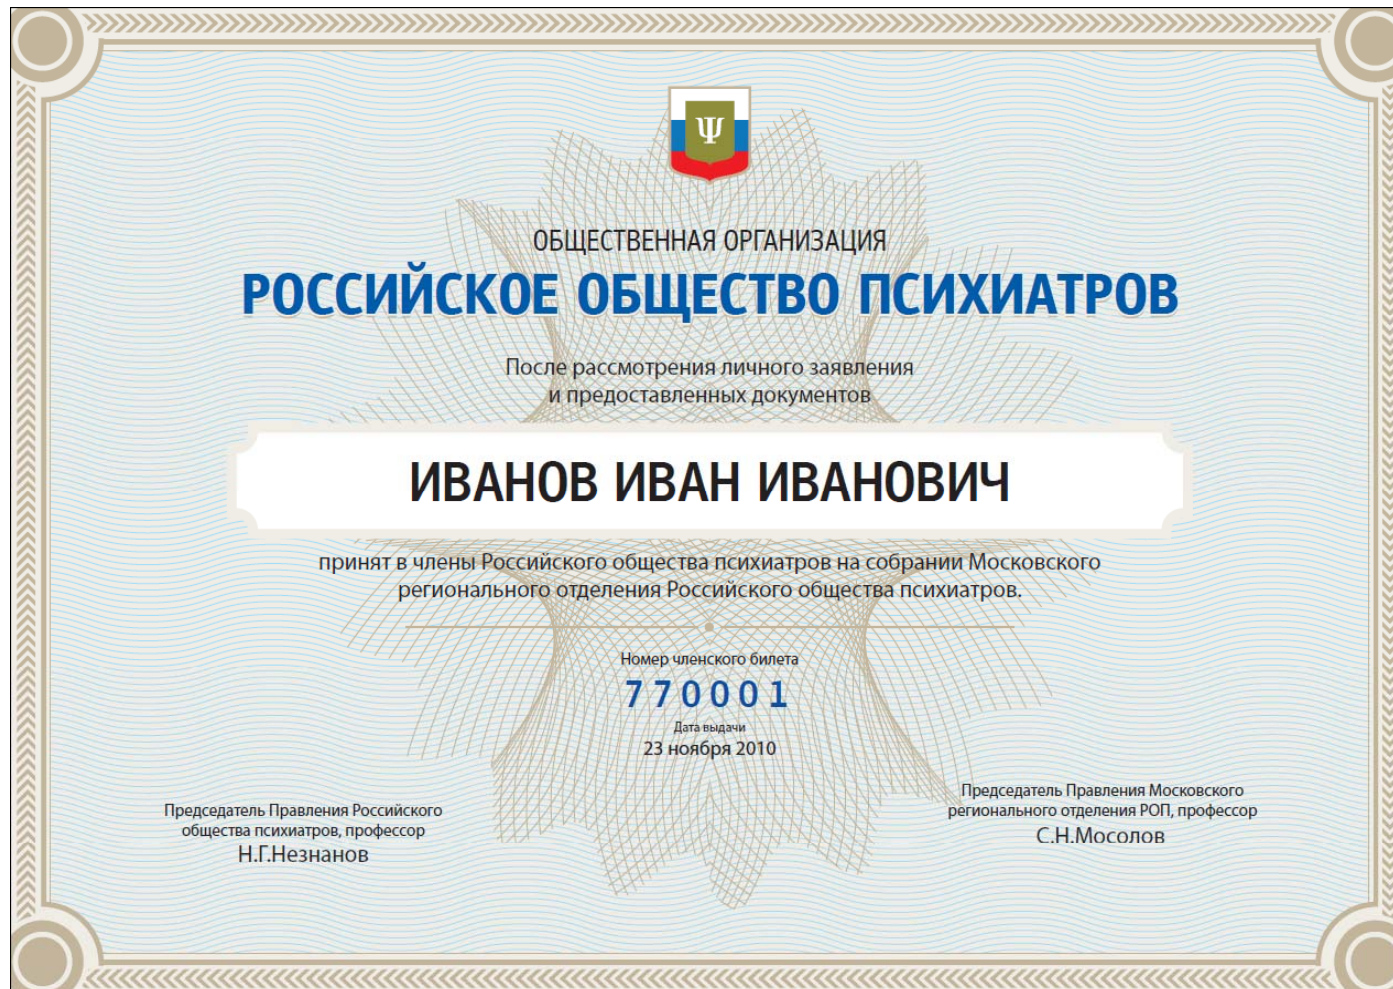 Ψ
ОБЩЕСТВЕННАЯ ОРГАНИЗАЦИЯ
РОССИЙСКОЕ ОБЩЕСТВО ПСИХИАТРОВ
После рассмотрения личного заявления
и предоставленных документов
ИВАНОВ ИВАН ИВАНОВИЧ
принят в члены Российского общества психиатров на собрании Московского
регионального отделения Российского общества психиатров.
Номер членского билета
770001
Дата выдачи
23 ноября 2010
Председатель Правления Российского
общества психиатров, профессор
Н.Г.Незнанов
Председатель Правления Московского
регионального отделения РОП, профессор
С.Н.Мосолов